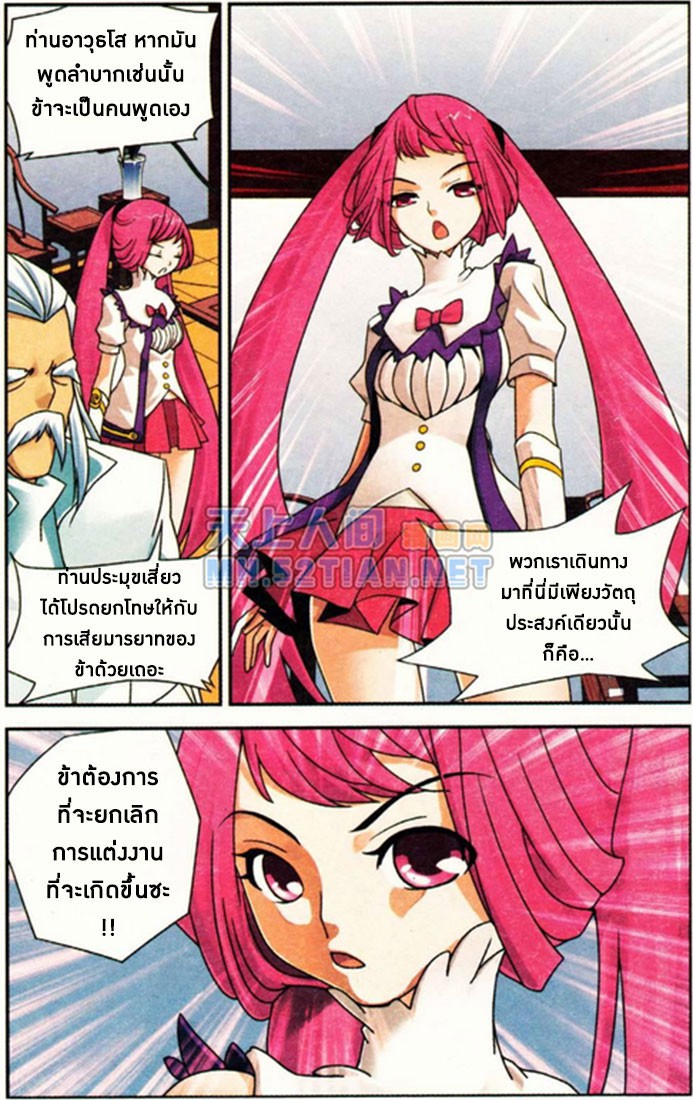 ท่านอาวุธโส หากมัน
พูดลำบากเช่นนั้น
ข้าจะเป็นคนพูดเอง
ท่านประมุขเสี่ยว
ได้โปรดยกโทษให้กับ
การเสียมารยาทของ
ข้าด้วยเถอะ
พวกเราเดินทาง
มาที่นี่มีเพียงวัตถุ
ประสงค์เดียวนั้น
ก็คือ...
天上人间 漫画网
MH.52TIAN.NET
ข้าต้องการ
ที่จะยกเลิก
การแต่งงาน
ที่จะเกิดขึ้นซะ
!!